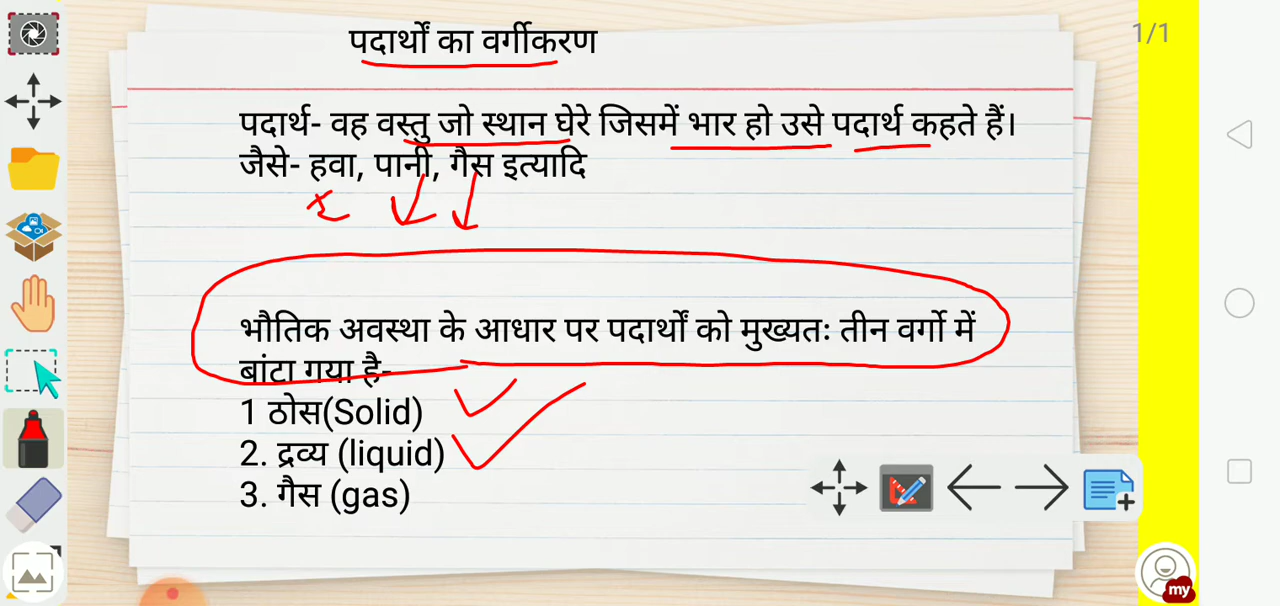 पदार्थों का वर्गीकरण
1/1
पदार्थ- वह वस्तु जो स्थान घेरे जिसमें भार हो उसे पदार्थ कहते हैं।
जैसे- हवा, पानी, गैस इत्यादि
भौतिक अवस्था के आधार पर पदार्थों को मुख्यतः तीन वर्गो में
बांटा गया है-
1 ठोस(Solid)
2. द्रव्य (liquid)
3. गैस (gas)
my